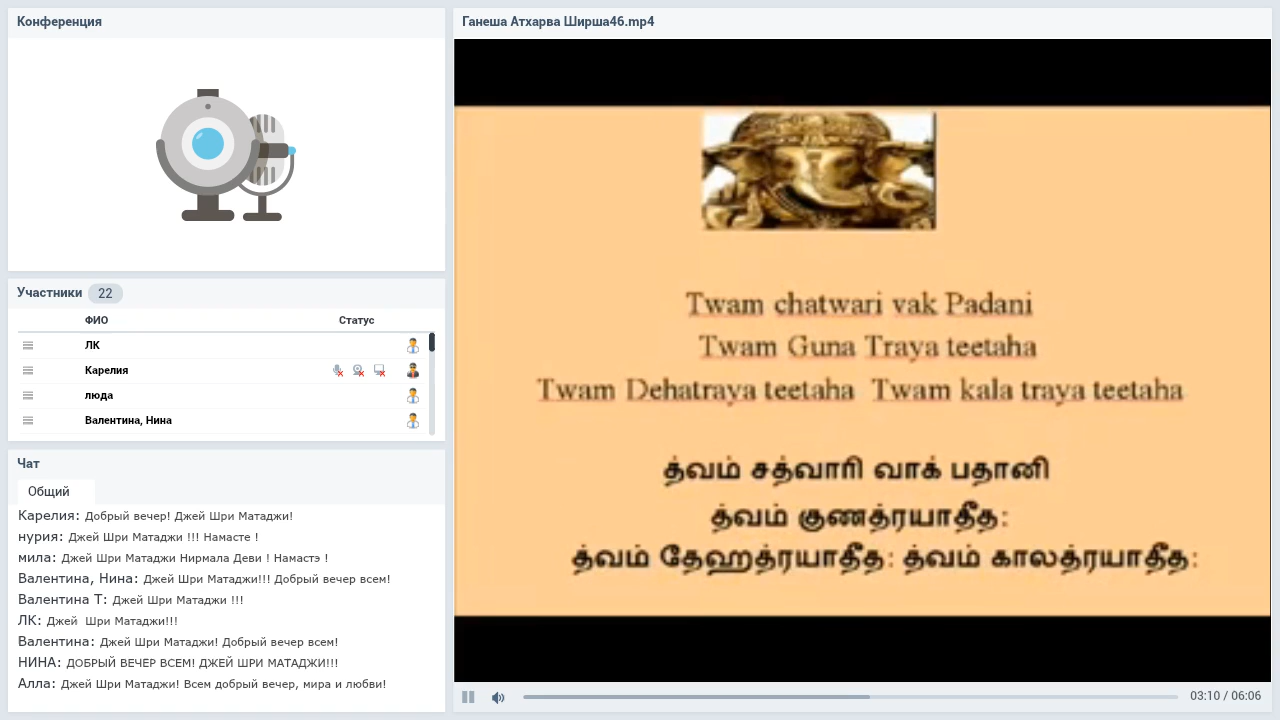 Конференция
Участники 22
ФИО Статус
ЛК
Карелия
люда
Валентина, Нина
Чат
Общий
Карелия: Добрый вечер! Джей Шри Матаджи!
нурия: Джей Шри Матаджи !!! Намасте !
мила: Джей Шри Матаджи Нирмала Деви ! Намастэ !
Валентина, Нина: Джей Шри Матаджи!!! Добрый вечер всем!
Валентина Т: Джей Шри Матаджи !!!
ЛК: Джей  Шри Матаджи!!!
Валентина: Джей Шри Матаджи! Добрый вечер всем!
НИНА: ДОБРЫЙ ВЕЧЕР ВСЕМ! ДЖЕЙ ШРИ МАТАДЖИ!!!
Алла: Джей Шри Матаджи! Всем добрый вечер, мира и любви!
Ганеша Атхарва Ширша46.mp4
Twam chatwari vak Padani
Twam Guna Traya teetaha
Twam Dehatraya teetaha  Twam kala traya teetaha
த்வம் சத்வாரி வாக் பதானி
த்வம் குணத்ரயாதீத:
த்வம் தேஹத்ரயாதீத: த்வம் காலத்ரயாதீத:
03:10 / 06:06